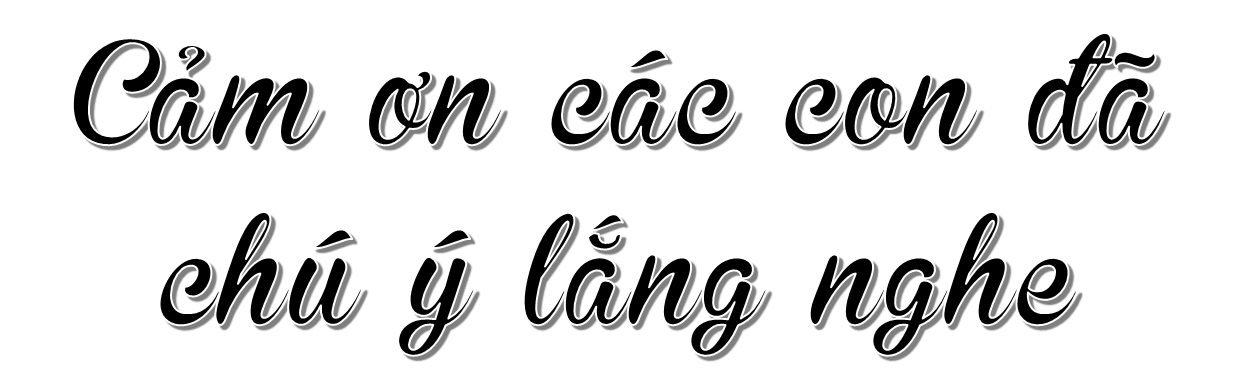 Cảm ơn các con đã
chú ý lắng nghe